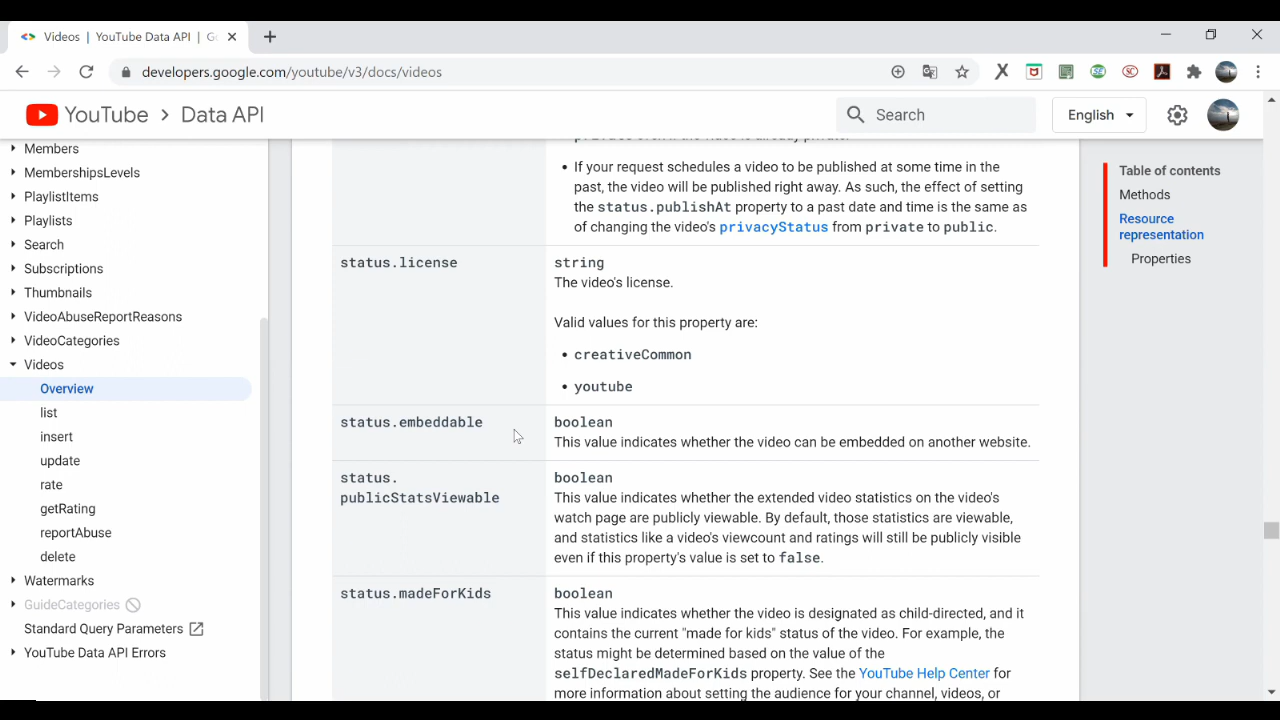 Videos | YouTube Data API | G
developers.google.com/youtube/v3/docs/videos
YouTube > Data API
Search
English
Members
MembershipsLevels
PlaylistItems
Playlists
Search
Subscriptions
Thumbnails
VideoAbuseReportReasons
VideoCategories
Videos
Overview
list
insert
update
rate
getRating
reportAbuse
delete
Watermarks
GuideCategories
Standard Query Parameters
YouTube Data API Errors
even if the video is already private.
• If your request schedules a video to be published at some time in the
past, the video will be published right away. As such, the effect of setting
the status.publishAt property to a past date and time is the same as
of changing the video's privacyStatus from private to public.
status.license
string
The video's license.
Valid values for this property are:
• creativeCommon
• youtube
status.embeddable
boolean
This value indicates whether the video can be embedded on another website.
status.
publicStatsViewable
boolean
This value indicates whether the extended video statistics on the video's
watch page are publicly viewable. By default, those statistics are viewable,
and statistics like a video's viewcount and ratings will still be publicly visible
even if this property's value is set to false.
status.madeForKids
boolean
This value indicates whether the video is designated as child-directed, and it
contains the current "made for kids" status of the video. For example, the
status might be determined based on the value of the
selfDeclaredMadeForKids property. See the YouTube Help Center for
more information about setting the audience for your channel, videos, or
Table of contents
Methods
Resource
representation
Properties